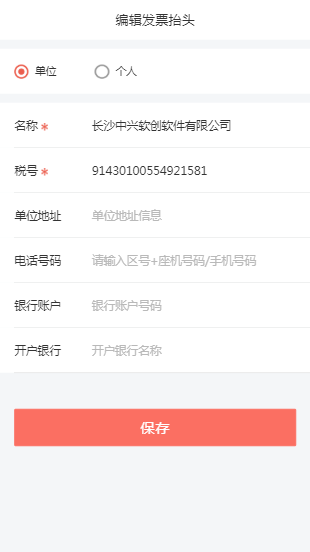 编辑发票抬头
单位 个人
名称 * 长沙中兴软创软件有限公司
税号 * 91430100554921581
单位地址 单位地址信息
电话号码 请输入区号+座机号码/手机号码
银行账户 银行账户号码
开户银行 开户银行名称
保存